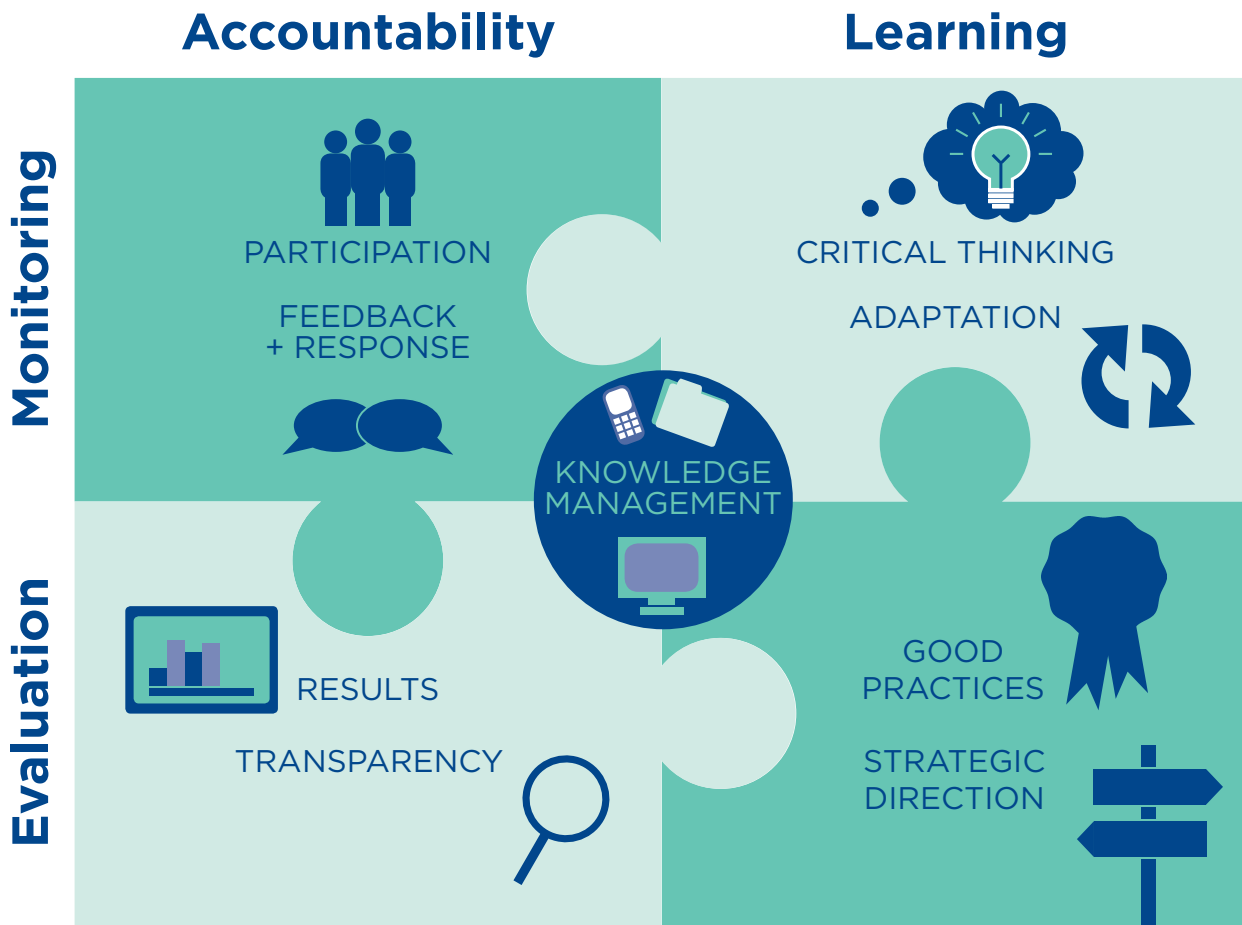 Accountability
Learning
Monitoring
PARTICIPATION
FEEDBACK
+ RESPONSE
CRITICAL THINKING
ADAPTATION
KNOWLEDGE
MANAGEMENT
Evaluation
RESULTS
TRANSPARENCY
GOOD
PRACTICES
STRATEGIC
DIRECTION